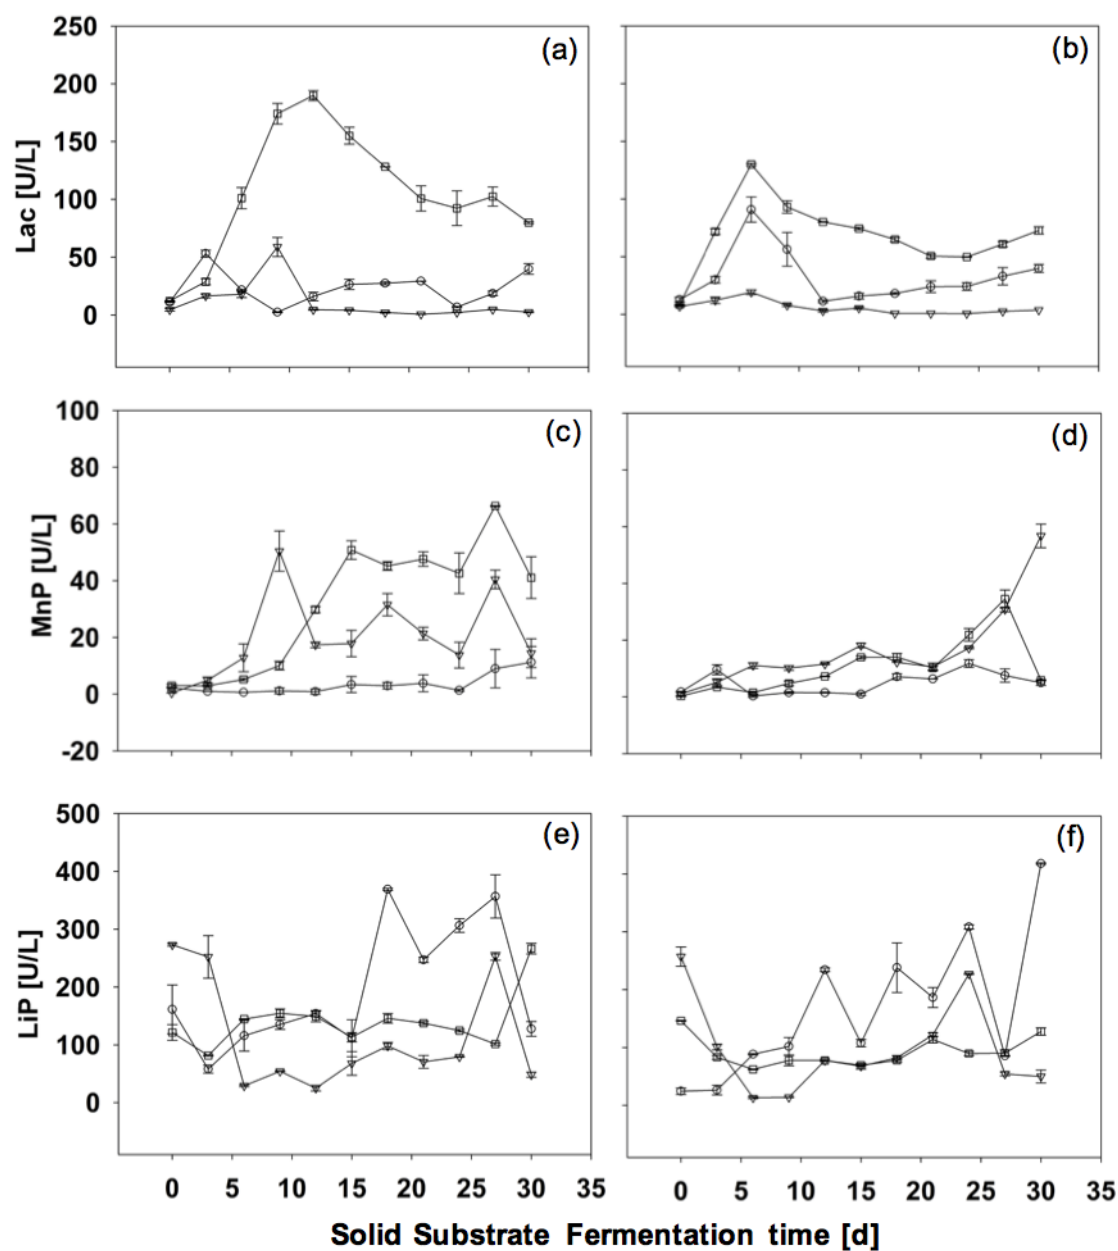 250
200
150
100
50
0
Lac [U/L]
(a)
(b)
100
80
60
40
20
0
-20
MnP [U/L]
(c)
(d)
500
400
300
200
100
0
LiP [U/L]
(e)
(f)
0 5 10 15 20 25 30 35
0 5 10 15 20 25 30 35
Solid Substrate Fermentation time [d]